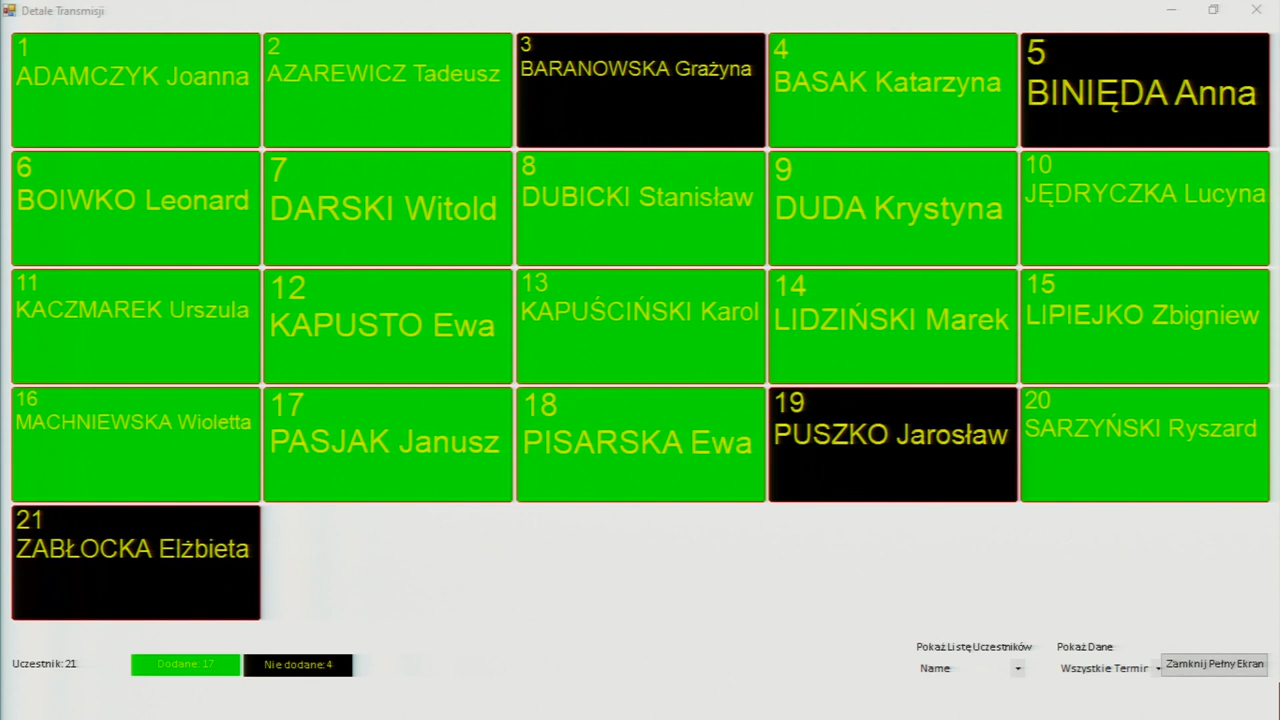 Detale Transmisji
1
ADAMCZYK Joanna
2
AZAREWICZ Tadeusz
3
BARANOWSKA Grażyna
4
BASAK Katarzyna
5
BINIĘDA Anna
6
BOIWKO Leonard
7
DARSKI Witold
8
DUBICKI Stanisław
9
DUDA Krystyna
10
JĘDRYCZKA Lucyna
11
KACZMAREK Urszula
12
KAPUSTO Ewa
13
KAPUŚCIŃSKI Karol
14
LIDZIŃSKI Marek
15
LIPIEJKO Zbigniew
16
MACHNIEWSKA Wioletta
17
PASJAK Janusz
18
PISARSKA Ewa
19
PUSZKO Jarosław
20
SARZYŃSKI Ryszard
21
ZABŁOCKA Elżbieta
Uczestnik: 21
Dodane: 17
Nie dodane: 4
Pokaż Listę Uczestników
Name
Pokaż Dane
Wszystkie Termir
Zamknij Pełny Ekran